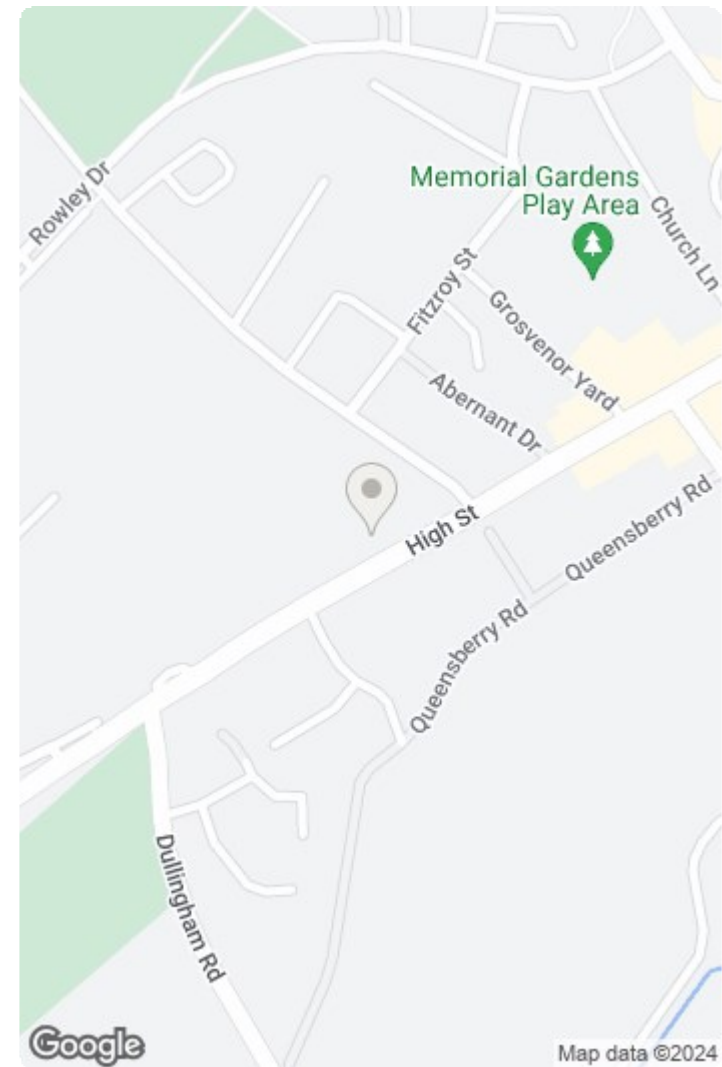 Memorial Gardens
Play Area
Rowley Dr
Church Ln
Fitzroy St
Grosvenor Yard
Abernant Dr
High St
Queensberry Rd
Queensberry Rd
Dullingham Rd
Google
Map data ©2024